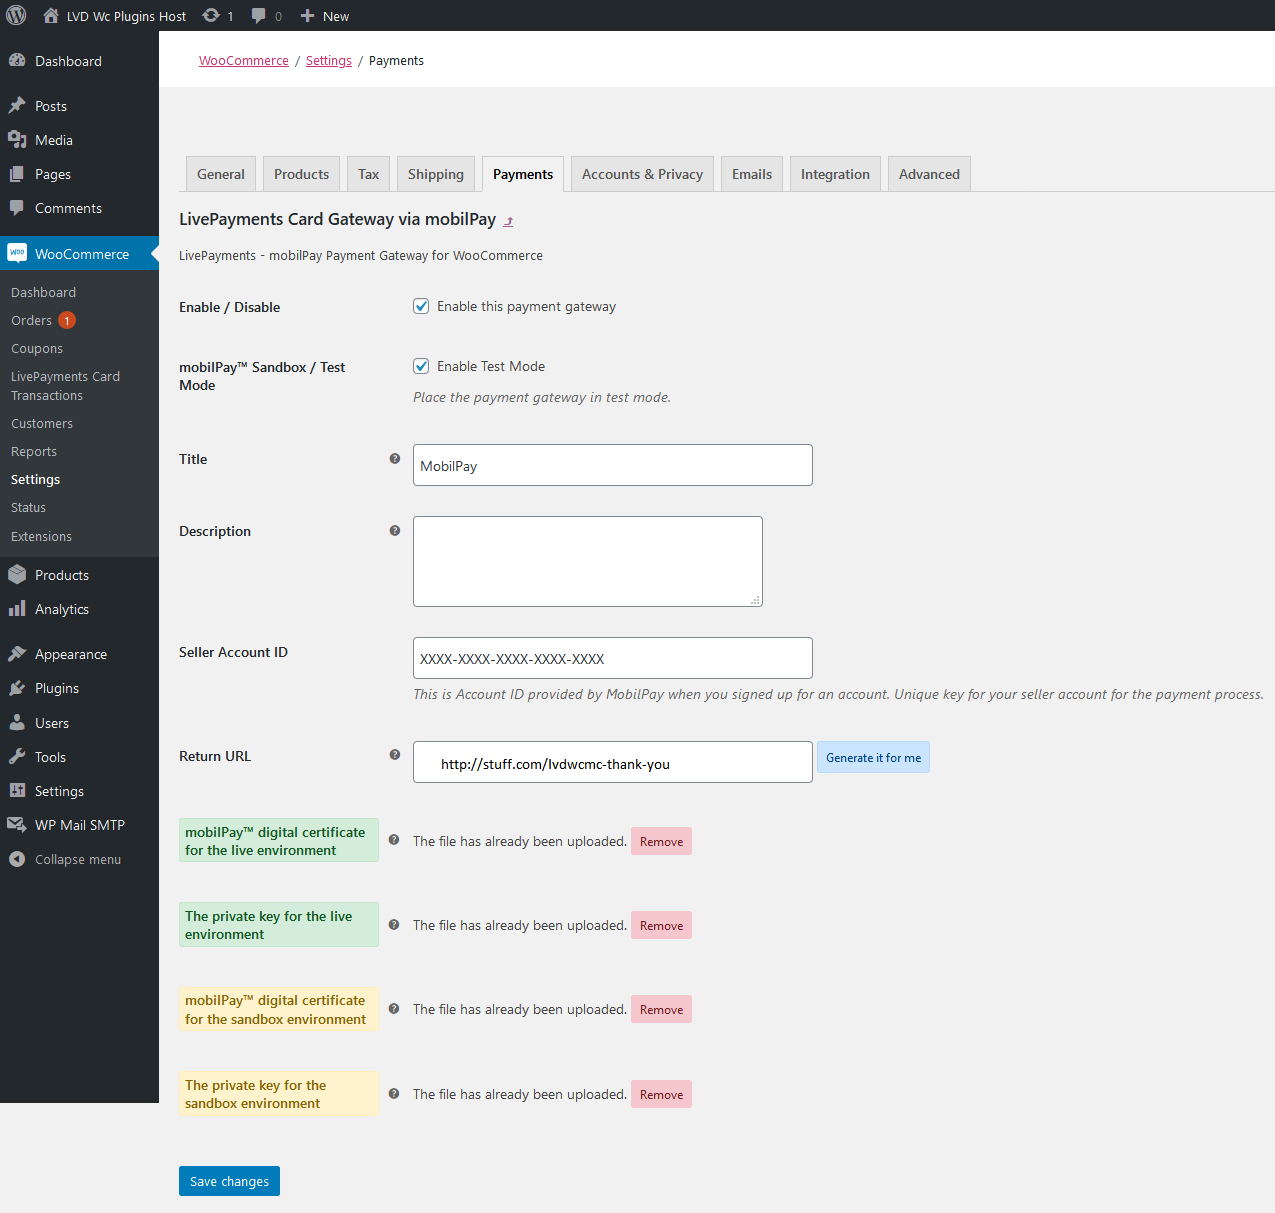 LVD Wc Plugins Host 1 0 New
Dashboard
Posts
Media
Pages
Comments
woo WooCommerce
Dashboard
Orders 1
Coupons
LivePayments Card
Transactions
Customers
Reports
Settings
Status
Extensions
Products
Analytics
Appearance
Plugins
Users
Tools
Settings
WP Mail SMTP
Collapse menu
WooCommerce / Settings / Payments
General Products Tax Shipping Payments Accounts & Privacy Emails Integration Advanced
LivePayments Card Gateway via mobilPay
LivePayments - mobilPay Payment Gateway for WooCommerce
Enable / Disable Enable this payment gateway
mobilPay™ Sandbox / Test
Mode
Enable Test Mode
Place the payment gateway in test mode.
Title ? MobilPay
Description ?
Seller Account ID XXXX-XXXX-XXXX-XXXX-XXXX
This is Account ID provided by MobilPay when you signed up for an account. Unique key for your seller account for the payment process.
Return URL ? http://stuff.com/lvdwcmc-thank-you Generate it for me
mobilPay™ digital certificate
for the live environment
? The file has already been uploaded. Remove
The private key for the live
environment
? The file has already been uploaded. Remove
mobilPay™ digital certificate
for the sandbox environment
? The file has already been uploaded. Remove
The private key for the
sandbox environment
? The file has already been uploaded. Remove
Save changes